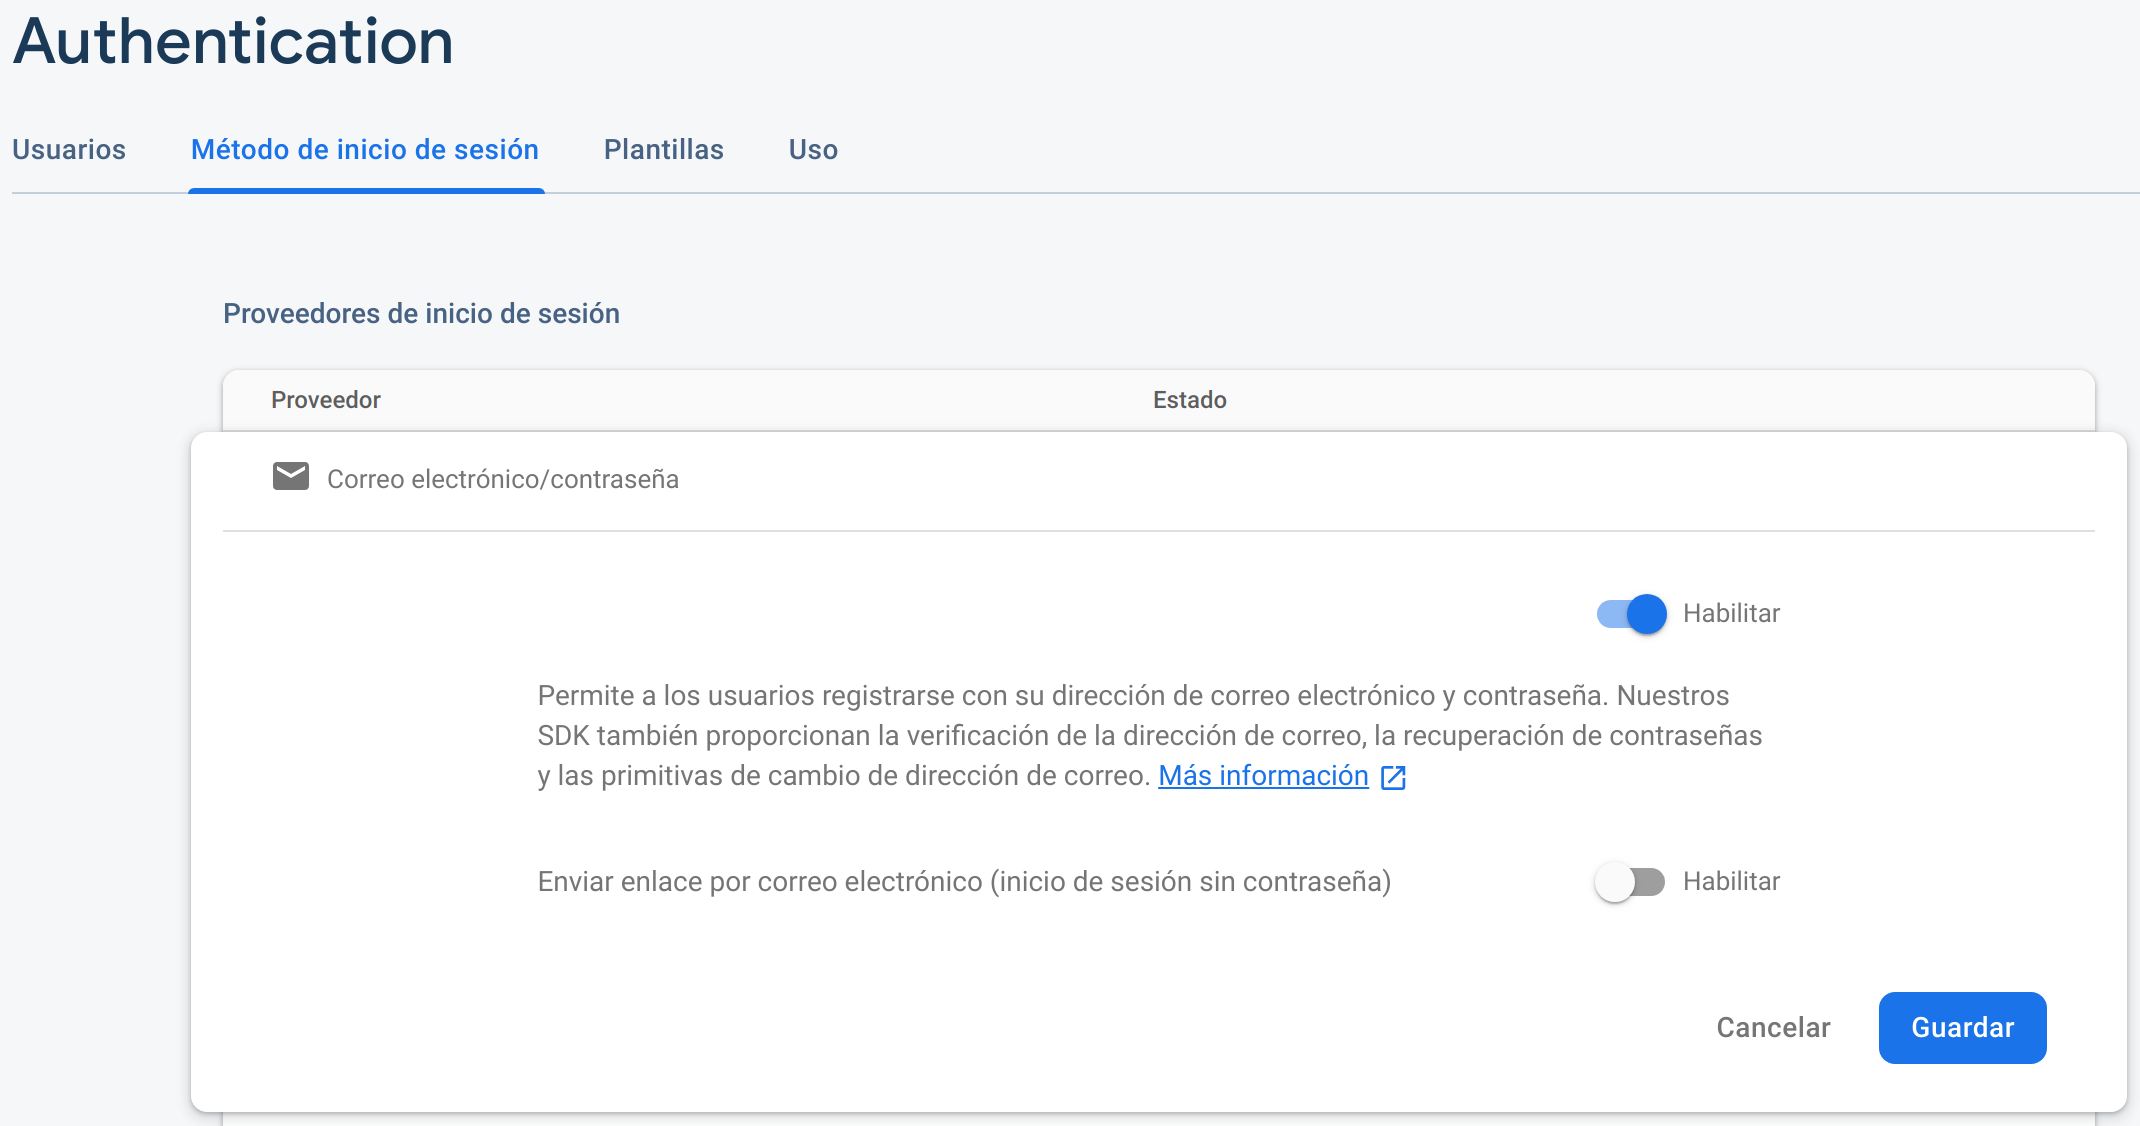 Authentication
Usuarios Método de inicio de sesión Plantillas Uso
Proveedores de inicio de sesión
Proveedor Estado
Correo electrónico/contraseña
Habilitar
Permite a los usuarios registrarse con su dirección de correo electrónico y contraseña. Nuestros
SDK también proporcionan la verificación de la dirección de correo, la recuperación de contraseñas
y las primitivas de cambio de dirección de correo. Más información
Enviar enlace por correo electrónico (inicio de sesión sin contraseña) Habilitar
Cancelar Guardar